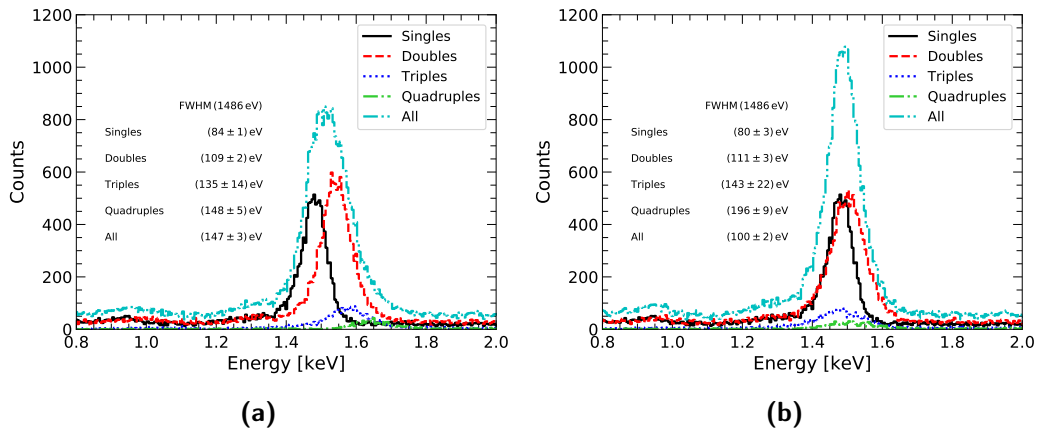 1200
1000
800
600
400
200
0
Counts
0.8 1.0 1.2 1.4 1.6 1.8 2.0
Energy [keV]
Singles
Doubles
Triples
Quadruples
All
FWHM (1486 eV)
Singles (84 ± 1) eV
Doubles (109 ± 2) eV
Triples (135 ± 14) eV
Quadruples (148 ± 5) eV
All (147 ± 3) eV
(a)
1200
1000
800
600
400
200
0
Counts
0.8 1.0 1.2 1.4 1.6 1.8 2.0
Energy [keV]
Singles
Doubles
Triples
Quadruples
All
FWHM (1486 eV)
Singles (80 ± 3) eV
Doubles (111 ± 3) eV
Triples (143 ± 22) eV
Quadruples (196 ± 9) eV
All (100 ± 2) eV
(b)